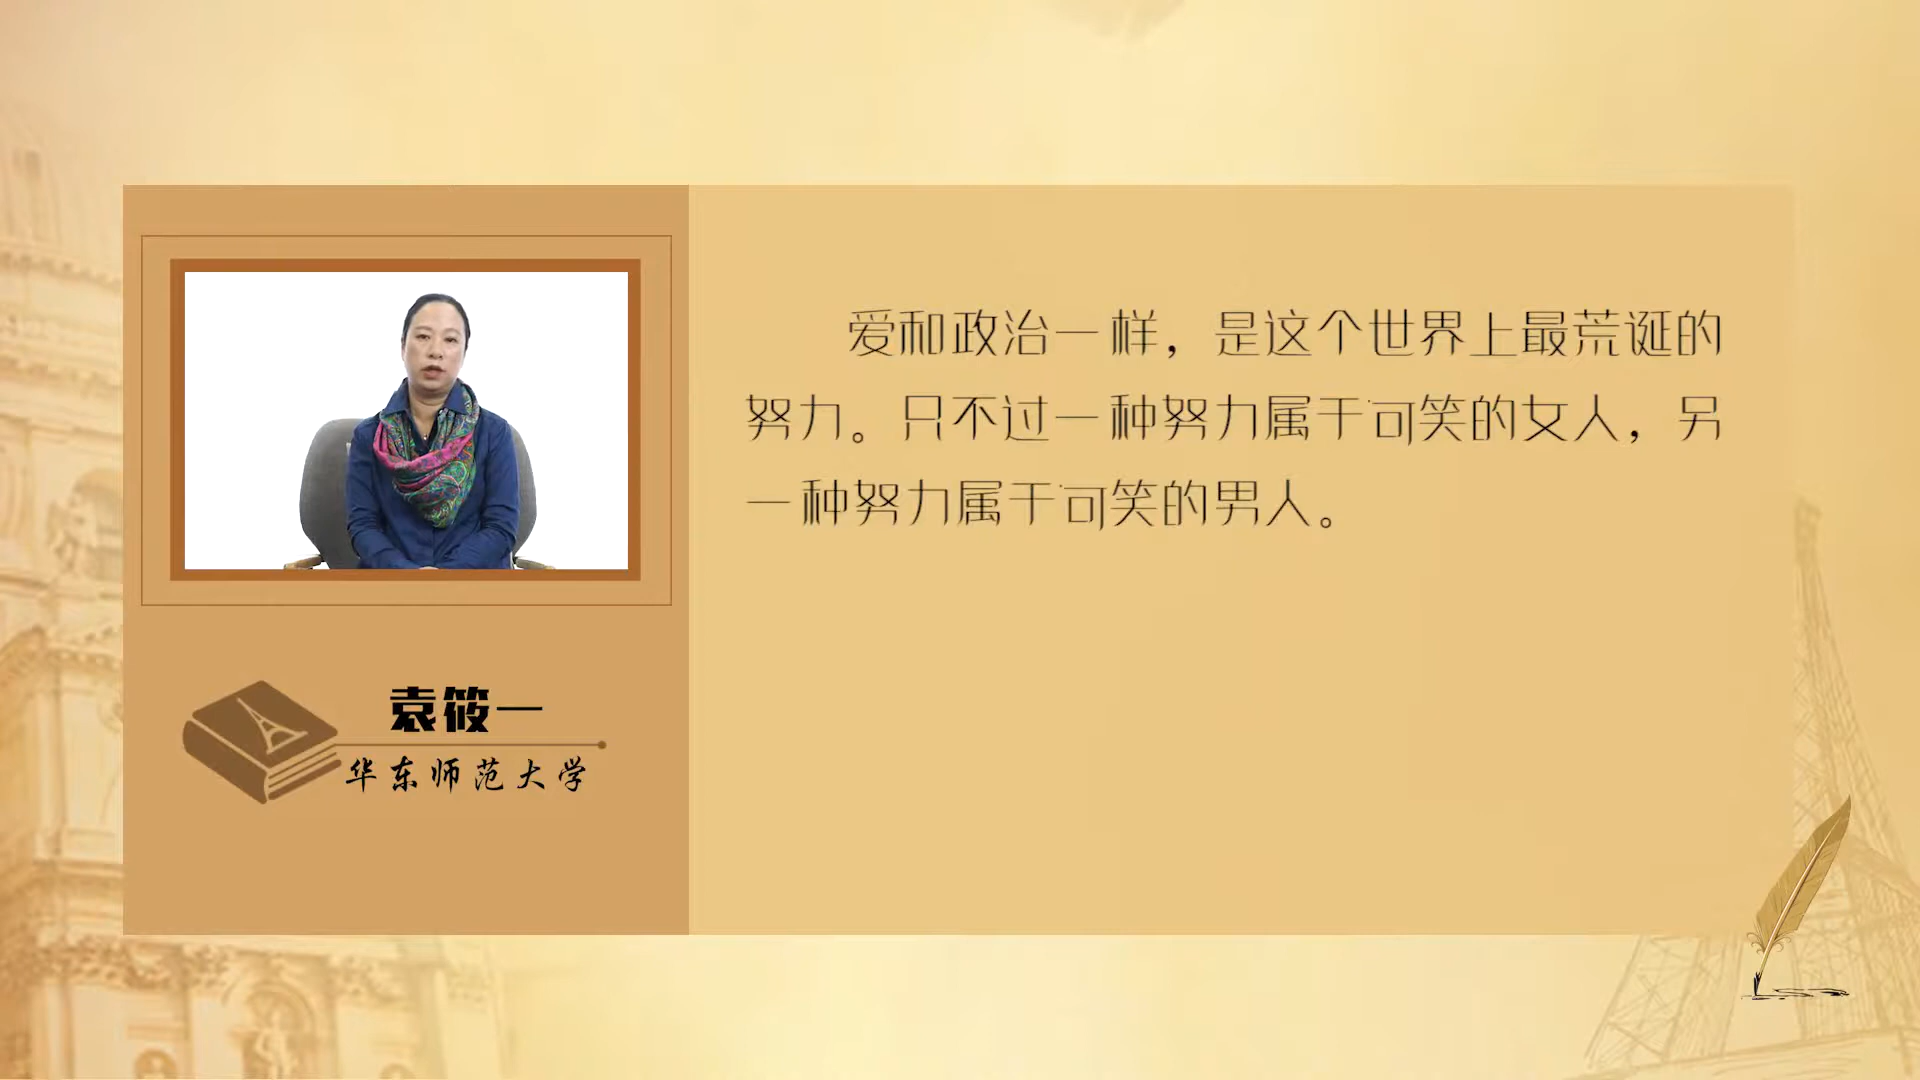 爱和政治一样，是这个世界上最荒诞的
努力。只不过一种努力属于可笑的女人，另
一种努力属于可笑的男人。
袁筱一
华东师范大学